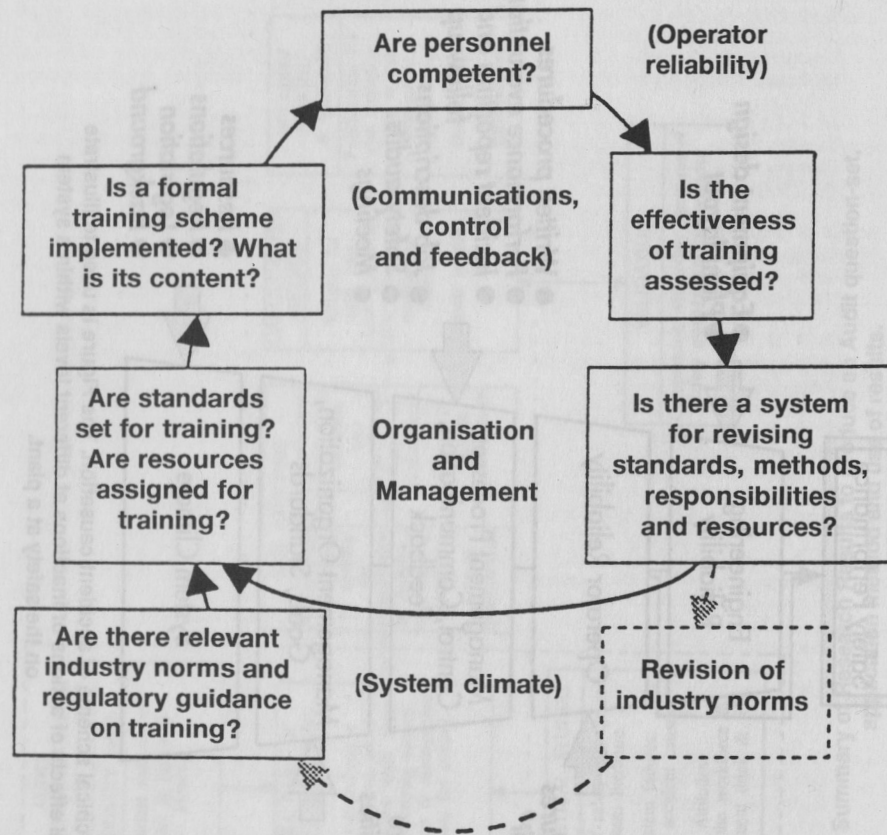 Are personnel
competent?
(Operator
reliability)
Is a formal
training scheme
implemented? What
is its content?
(Communications,
control
and feedback)
Is the
effectiveness
of training
assessed?
Are standards
set for training?
Are resources
assigned for
training?
Organisation
and
Management
Is there a system
for revising
standards, methods,
responsibilities
and resources?
Are there relevant
industry norms and
regulatory guidance
on training?
(System climate)
Revision of
industry norms